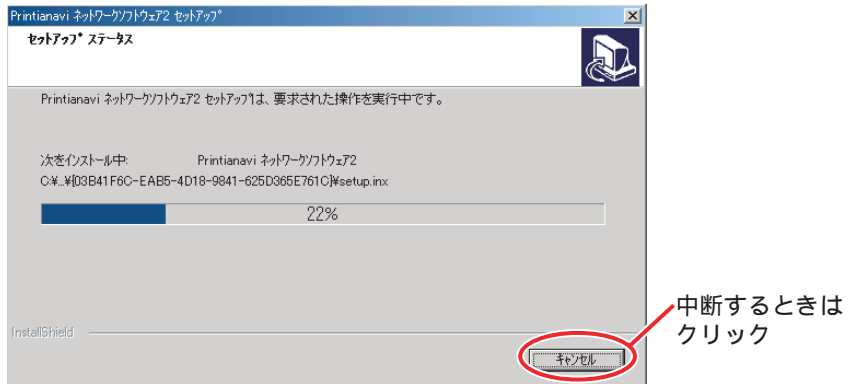 Printianavi ネットワークソフトウェア2 セットアップ
セットアップ ステータス
Printianavi ネットワークソフトウェア2 セットアップは、要求された操作を実行中です。
次をインストール中: Printianavi ネットワークソフトウェア2
C:¥_¥{03B41F6C-EAB5-4D18-9841-625D365E761C}¥setup.inx
22%
InstallShield
キャンセル
中断するときは
クリック